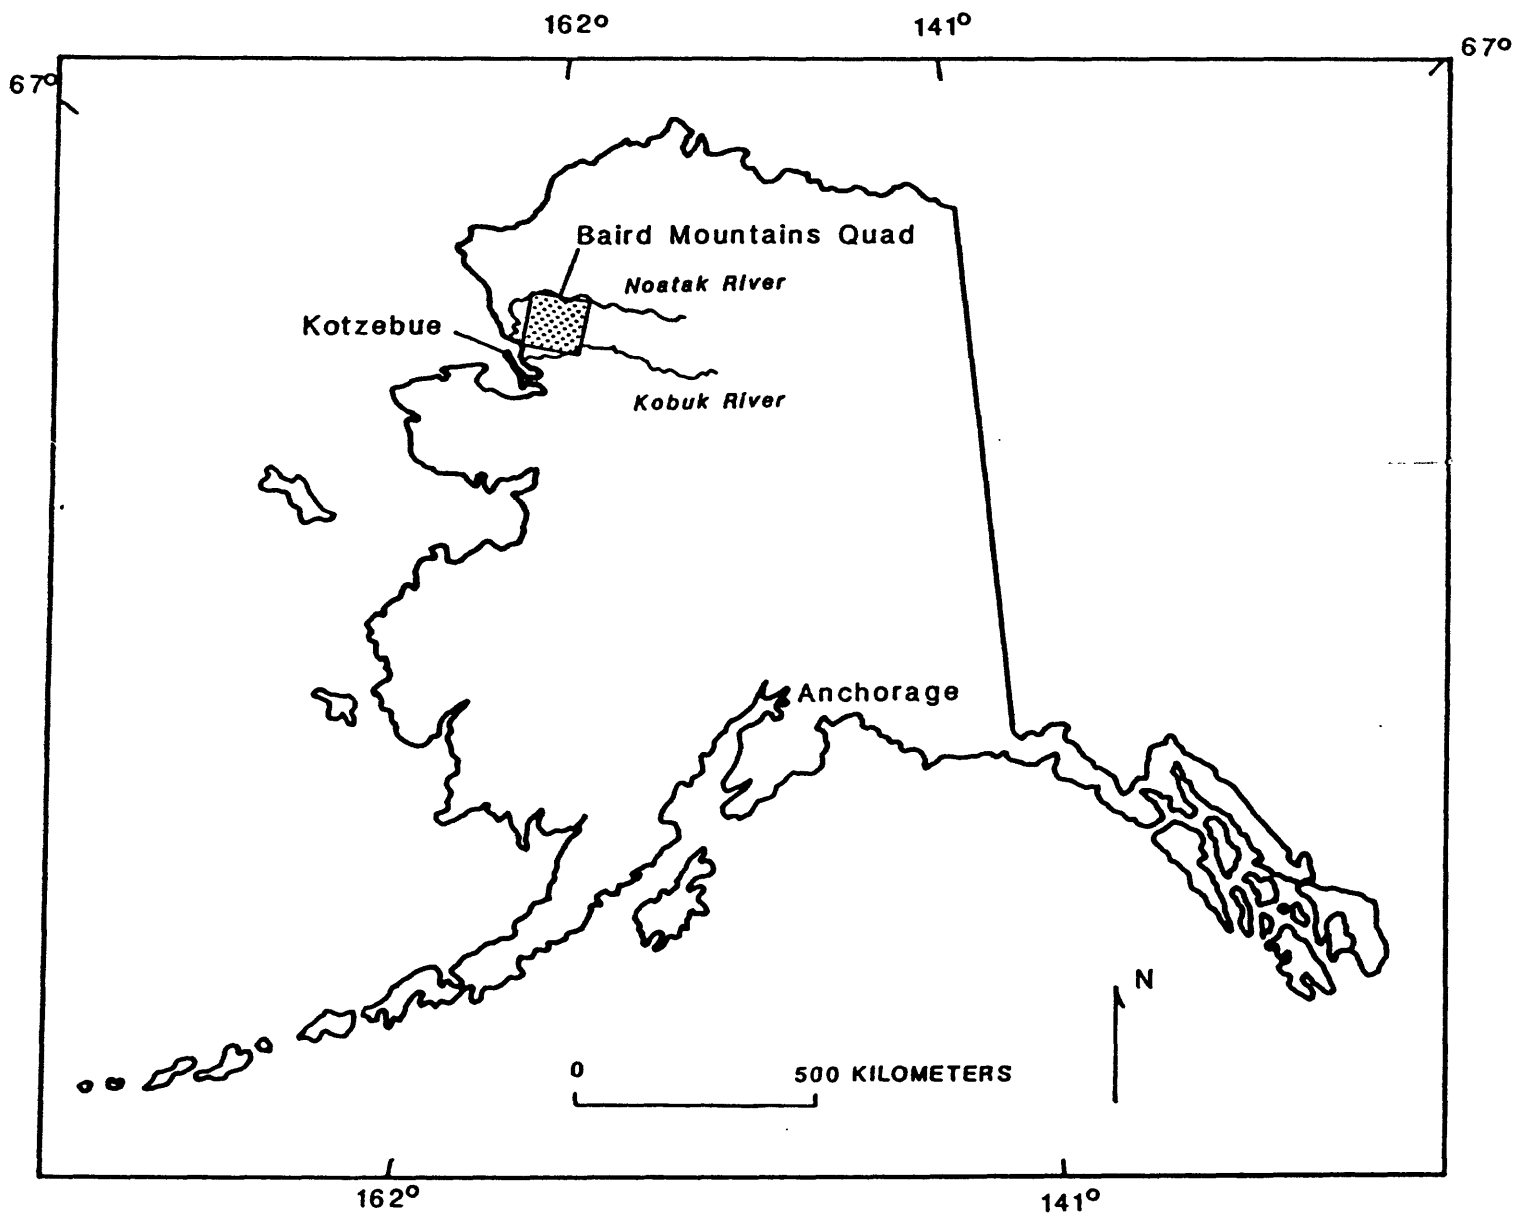 162° 141°
67° 67°
Baird Mountains Quad
Noatak River
Kotzebue
Kobuk River
Anchorage
N
0 500 KILOMETERS
162° 141°